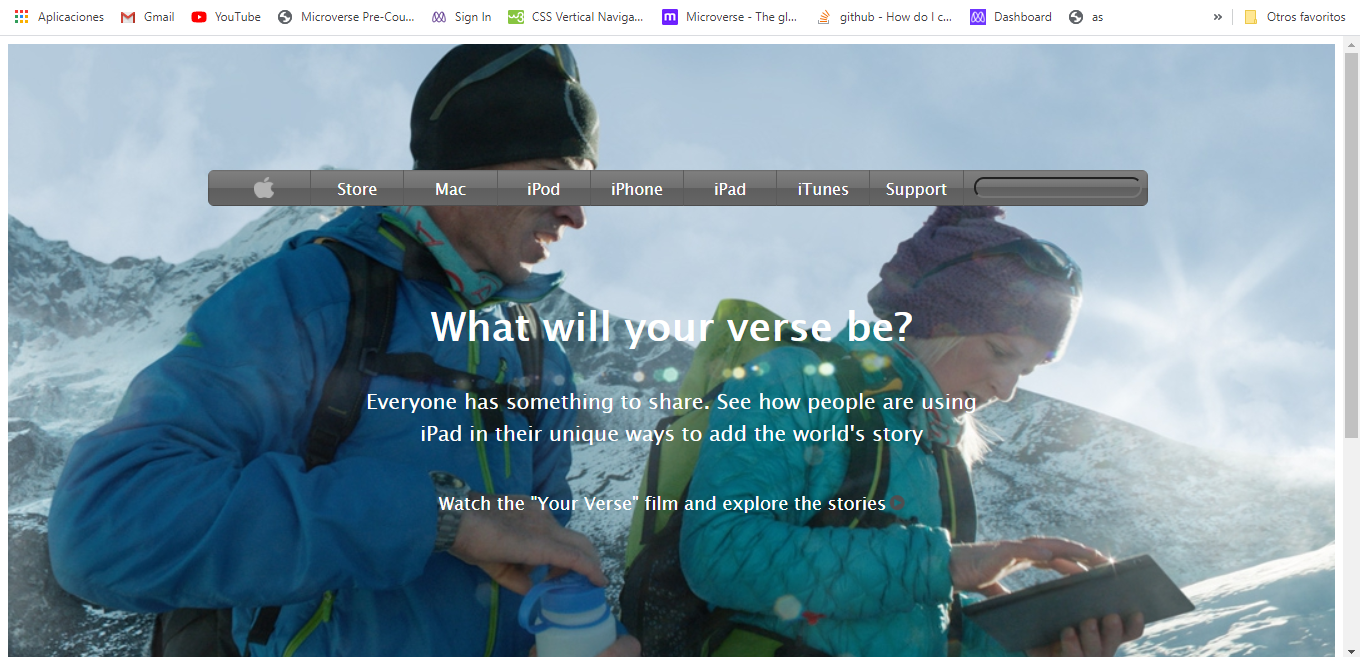 Aplicaciones Gmail YouTube Microverse Pre-Cou... Sign In CSS Vertical Naviga... Microverse - The gl... github - How do I c... Dashboard as » Otros favoritos
Store Mac iPod iPhone iPad iTunes Support
What will your verse be?
Everyone has something to share. See how people are using
iPad in their unique ways to add the world's story
Watch the "Your Verse" film and explore the stories